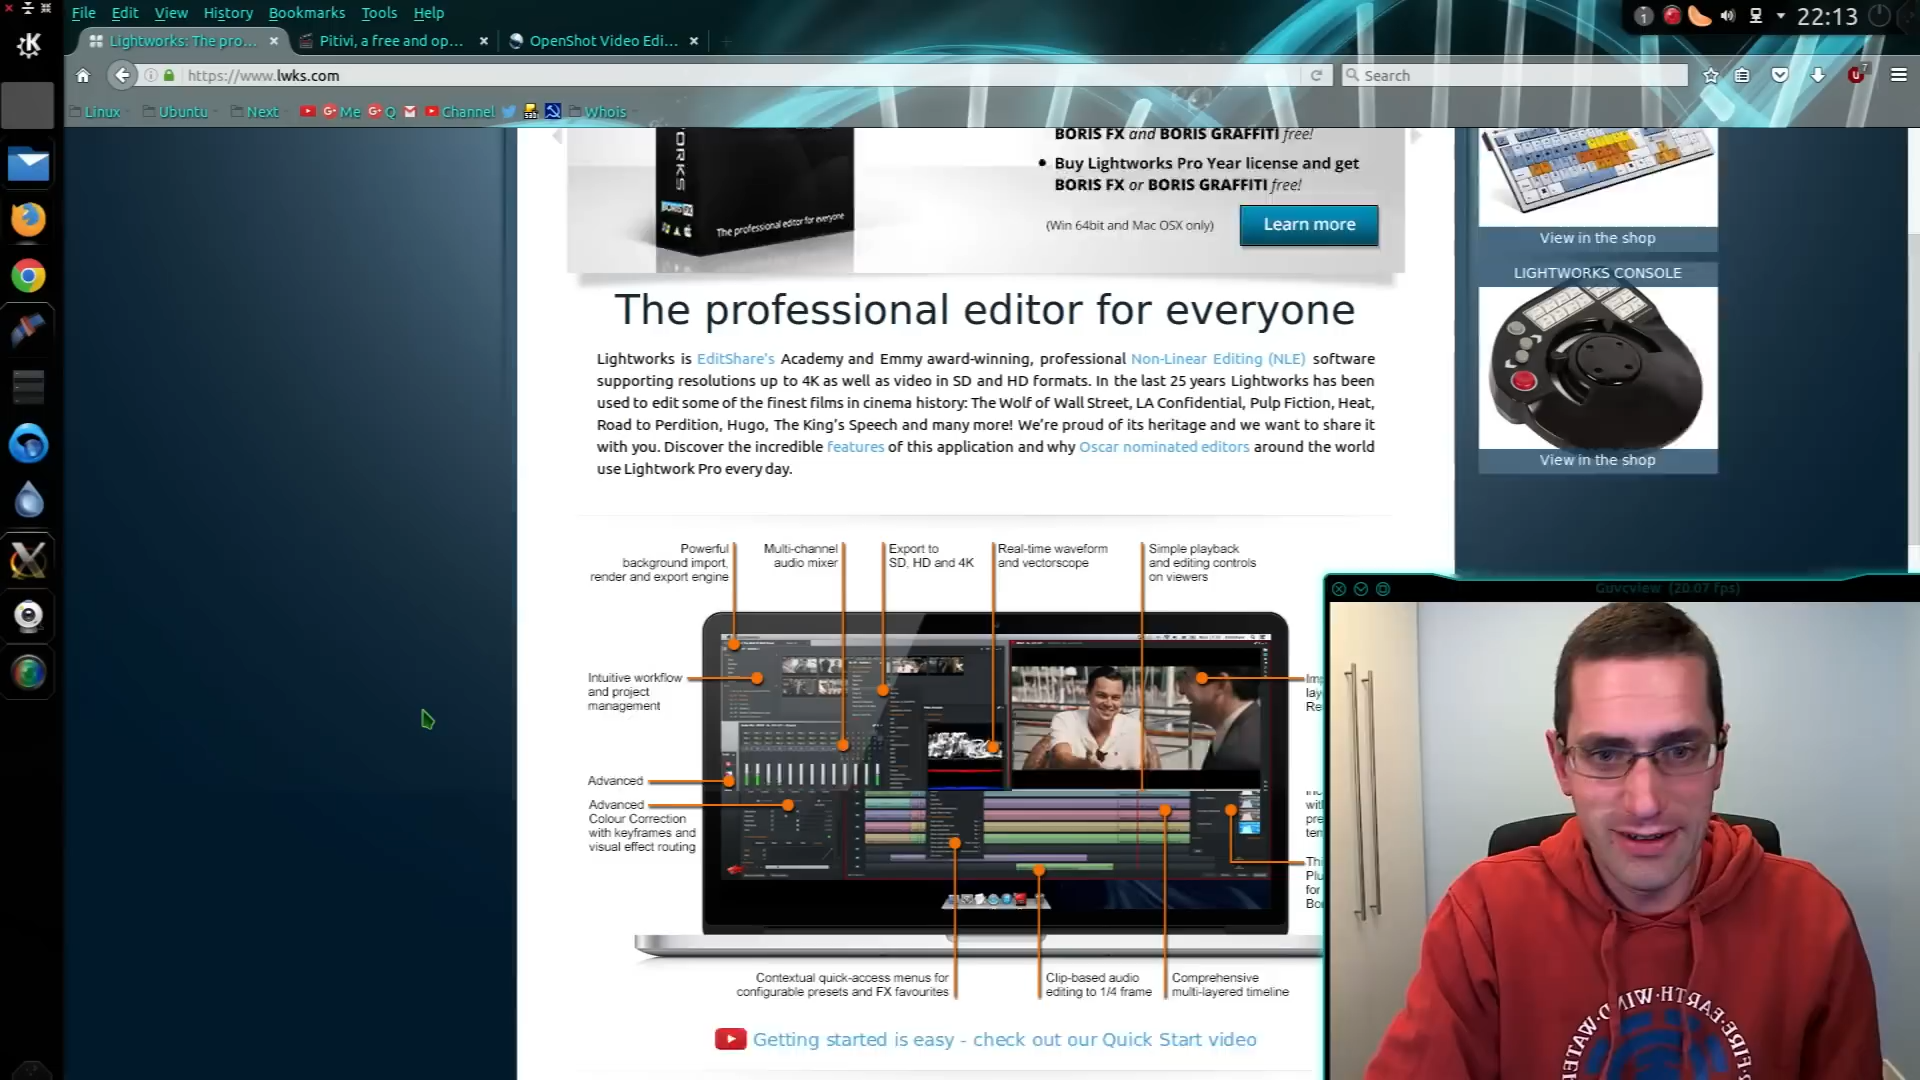 File Edit View History Bookmarks Tools Help
1 22:13
Lightworks: The pro... Pitivi, a free and op... OpenShot Video Edi...
https://www.lwks.com
Search
7
Linux Ubuntu Next Me Q Channel Whois
BORIS FX and BORIS GRAFFITI free!
Buy Lightworks Pro Year license and get
BORIS FX or BORIS GRAFFITI free!
(Win 64bit and Mac OSX only)
Learn more
The professional editor for everyone
View in the shop
LIGHTWORKS CONSOLE
View in the shop
The professional editor for everyone
Lightworks is EditShare's Academy and Emmy award-winning, professional Non-Linear Editing (NLE) software
supporting resolutions up to 4K as well as video in SD and HD formats. In the last 25 years Lightworks has been
used to edit some of the finest films in cinema history: The Wolf of Wall Street, LA Confidential, Pulp Fiction, Heat,
Road to Perdition, Hugo, The King's Speech and many more! We're proud of its heritage and we want to share it
with you. Discover the incredible features of this application and why Oscar nominated editors around the world
use Lightwork Pro every day.
Powerful
background import,
render and export engine
Multi-channel
audio mixer
Export to
SD, HD and 4K
Real-time waveform
and vectorscope
Simple playback
and editing controls
on viewers
Intuitive workflow
and project
management
Advanced
Advanced
Colour Correction
with keyframes and
visual effect routing
Contextual quick-access menus for
configurable presets and FX favourites
Clip-based audio
editing to 1/4 frame
Comprehensive
multi-layered timeline
Getting started is easy - check out our Quick Start video
Guvcview (20.07 fps)
WIND·EARTH·FIRE·WATER